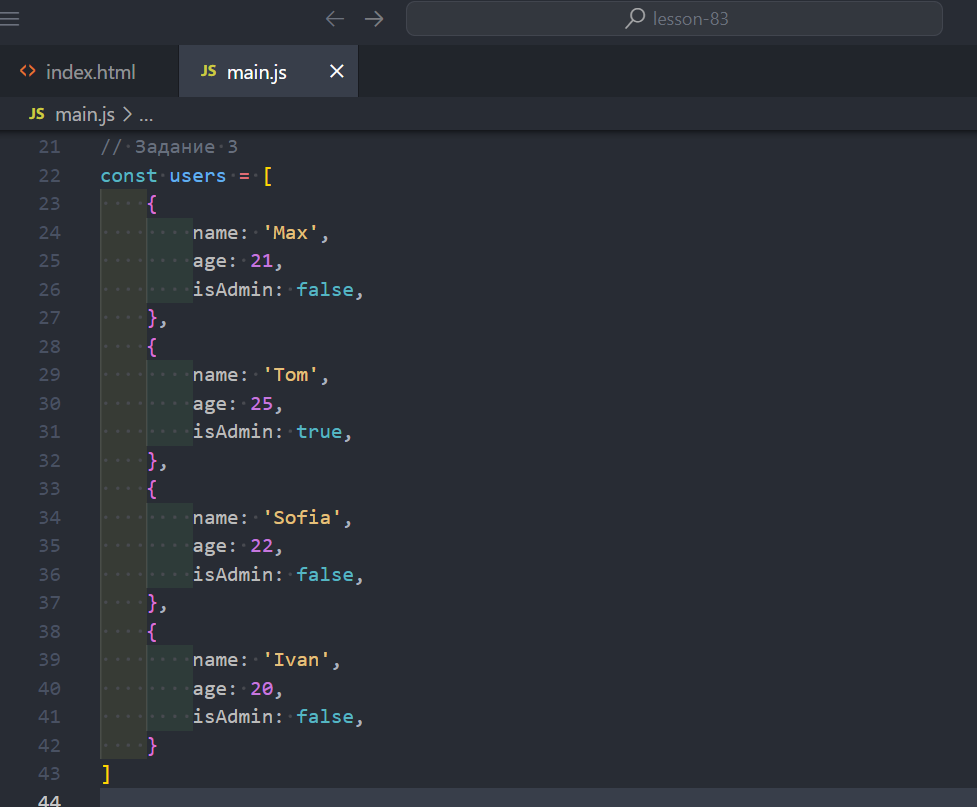 lesson-83
<> index.html
JS main.js ×
JS main.js > ...
21 // Задание 3
22 const users = [
23     {
24         name: 'Max',
25         age: 21,
26         isAdmin: false,
27     },
28     {
29         name: 'Tom',
30         age: 25,
31         isAdmin: true,
32     },
33     {
34         name: 'Sofia',
35         age: 22,
36         isAdmin: false,
37     },
38     {
39         name: 'Ivan',
40         age: 20,
41         isAdmin: false,
42     }
43 ]
44